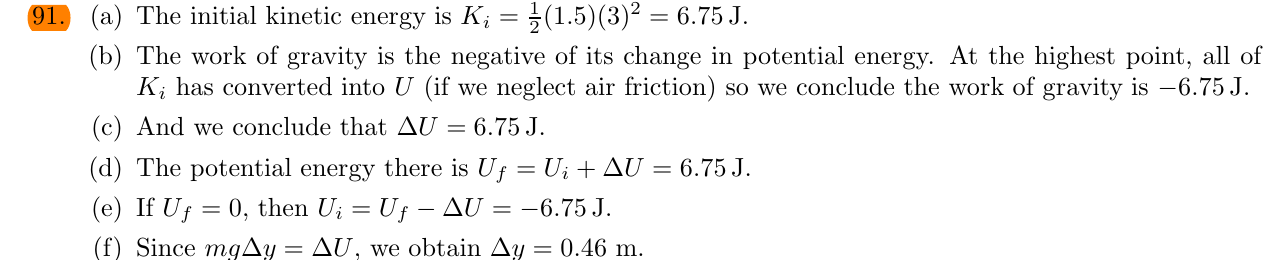 91. (a) The initial kinetic energy is K_i = ½(1.5)(3)² = 6.75 J.
(b) The work of gravity is the negative of its change in potential energy. At the highest point, all of
K_i has converted into U (if we neglect air friction) so we conclude the work of gravity is −6.75 J.
(c) And we conclude that ΔU = 6.75 J.
(d) The potential energy there is U_f = U_i + ΔU = 6.75 J.
(e) If U_f = 0, then U_i = U_f − ΔU = −6.75 J.
(f) Since mgΔy = ΔU, we obtain Δy = 0.46 m.